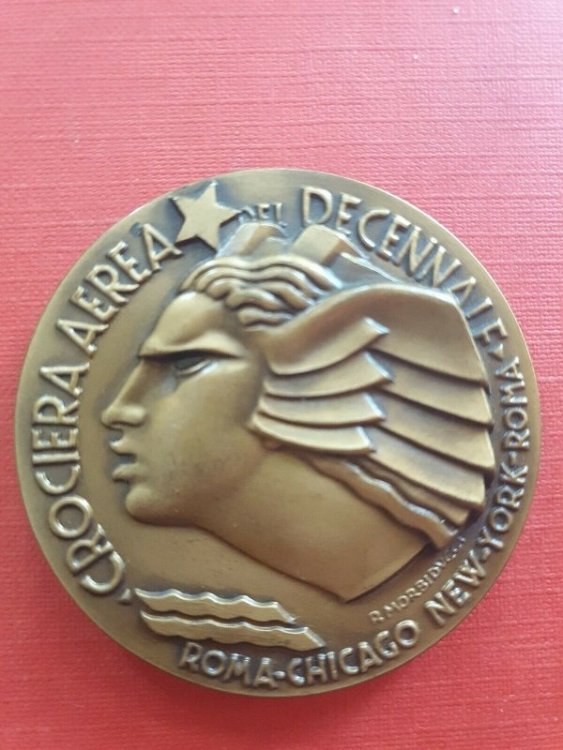 "CROCIERA AEREA DEL DECENNALE"
ROMA-CHICAGO NEW-YORK-ROMA
R. MORBIDUCCI